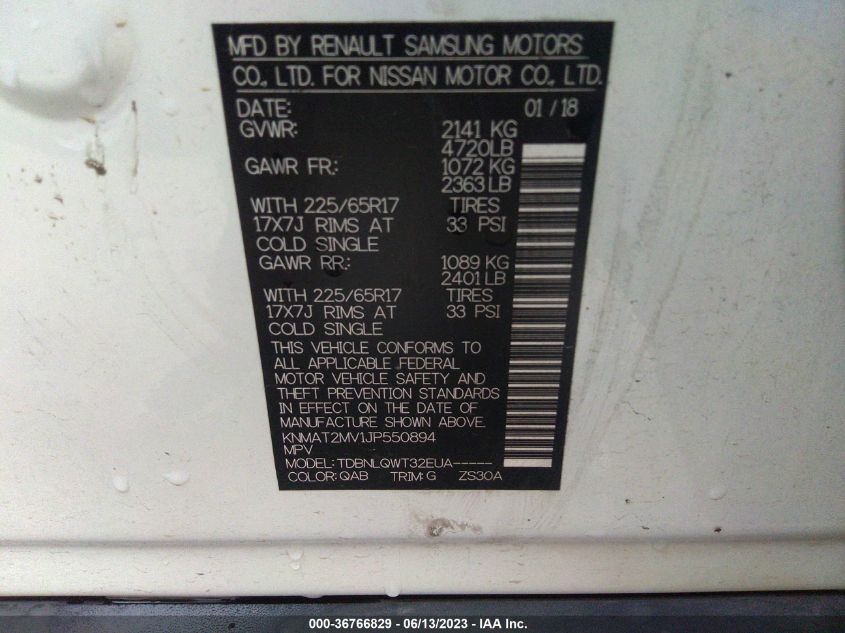 MFD BY RENAULT SAMSUNG MOTORS
CO., LTD. FOR NISSAN MOTOR CO., LTD.
DATE: 01 / 18
GVWR: 2141 KG
4720LB
GAWR FR.: 1072 KG
2363 LB
WITH 225/65R17 TIRES
17X7J RIMS AT 33 PSI
COLD SINGLE
GAWR RR.: 1089 KG
2401 LB
WITH 225/65R17 TIRES
17X7J RIMS AT 33 PSI
COLD SINGLE
THIS VEHICLE CONFORMS TO
ALL APPLICABLE FEDERAL
MOTOR VEHICLE SAFETY AND
THEFT PREVENTION STANDARDS
IN EFFECT ON THE DATE OF
MANUFACTURE SHOWN ABOVE.
KNMAT2MV1JP550894
MPV
MODEL: TDBNLQWT32EUA-----
COLOR: QAB TRIM: G ZS30A
000-36766829 - 06/13/2023 - IAA Inc.